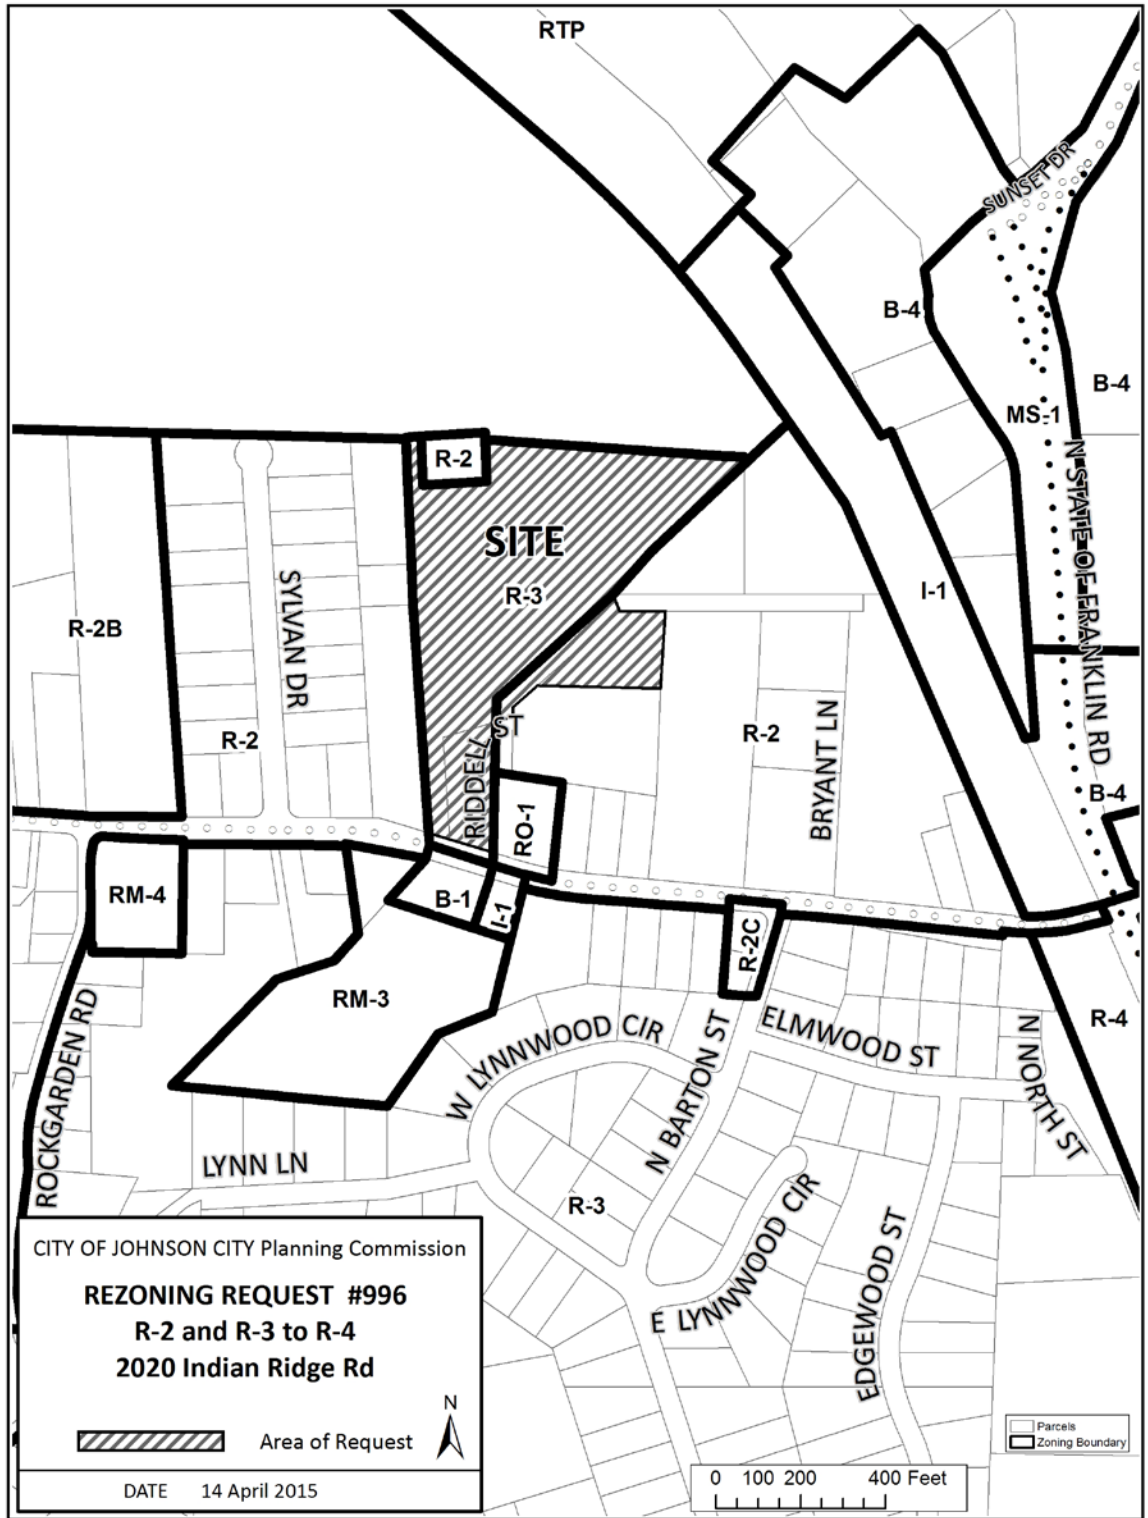 RTP
SUNSET DR
B-4
B-4
MS-1
N STATE OF FRANKLIN RD
R-2
SITE
R-3
I-1
R-2B
SYLVAN DR
R-2
RIDDELL ST
R-2
BRYANT LN
B-4
RO-1
RM-4
B-1
I-1
R-2C
RM-3
R-4
ROCKGARDEN RD
W LYNNWOOD CIR
N BARTON ST
ELMWOOD ST
N NORTH ST
LYNN LN
R-3
E LYNNWOOD CIR
EDGEWOOD ST
CITY OF JOHNSON CITY Planning Commission
REZONING REQUEST #996
R-2 and R-3 to R-4
2020 Indian Ridge Rd
N
Area of Request
DATE 14 April 2015
Parcels
Zoning Boundary
0 100 200 400 Feet